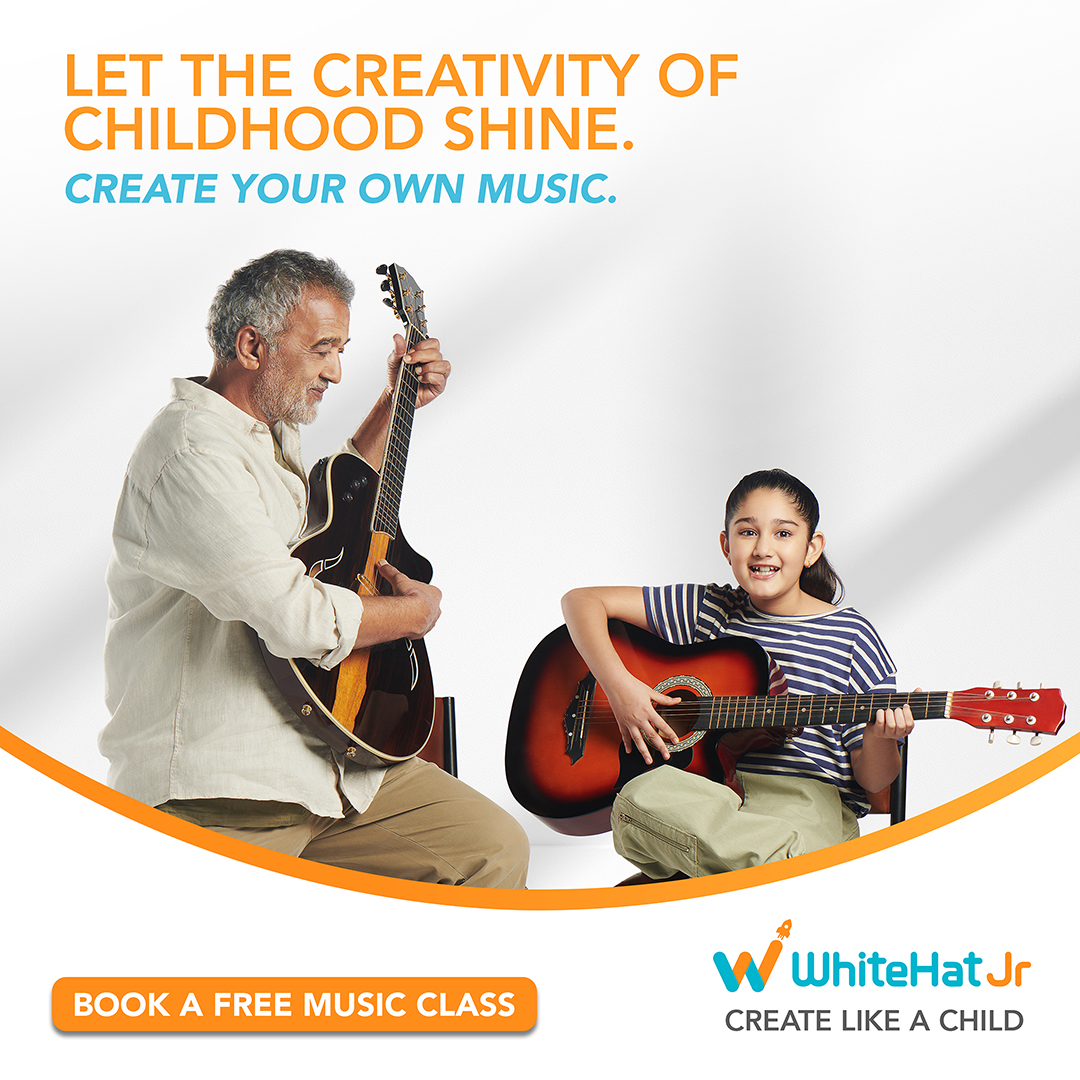 LET THE CREATIVITY OF
CHILDHOOD SHINE.
CREATE YOUR OWN MUSIC.
BOOK A FREE MUSIC CLASS
WhiteHat Jr
CREATE LIKE A CHILD